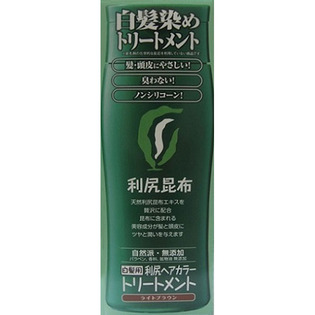 白髪染め
トリートメント
髪・頭皮にやさしい!
臭わない!
ノンシリコーン!
利尻昆布
天然利尻昆布エキスを
贅沢に配合
昆布に含まれる
有効成分が髪と頭皮に
ツヤと潤いを与えます
自然派・無添加
白髪用 利尻ヘアカラー
トリートメント
ライトブラウン